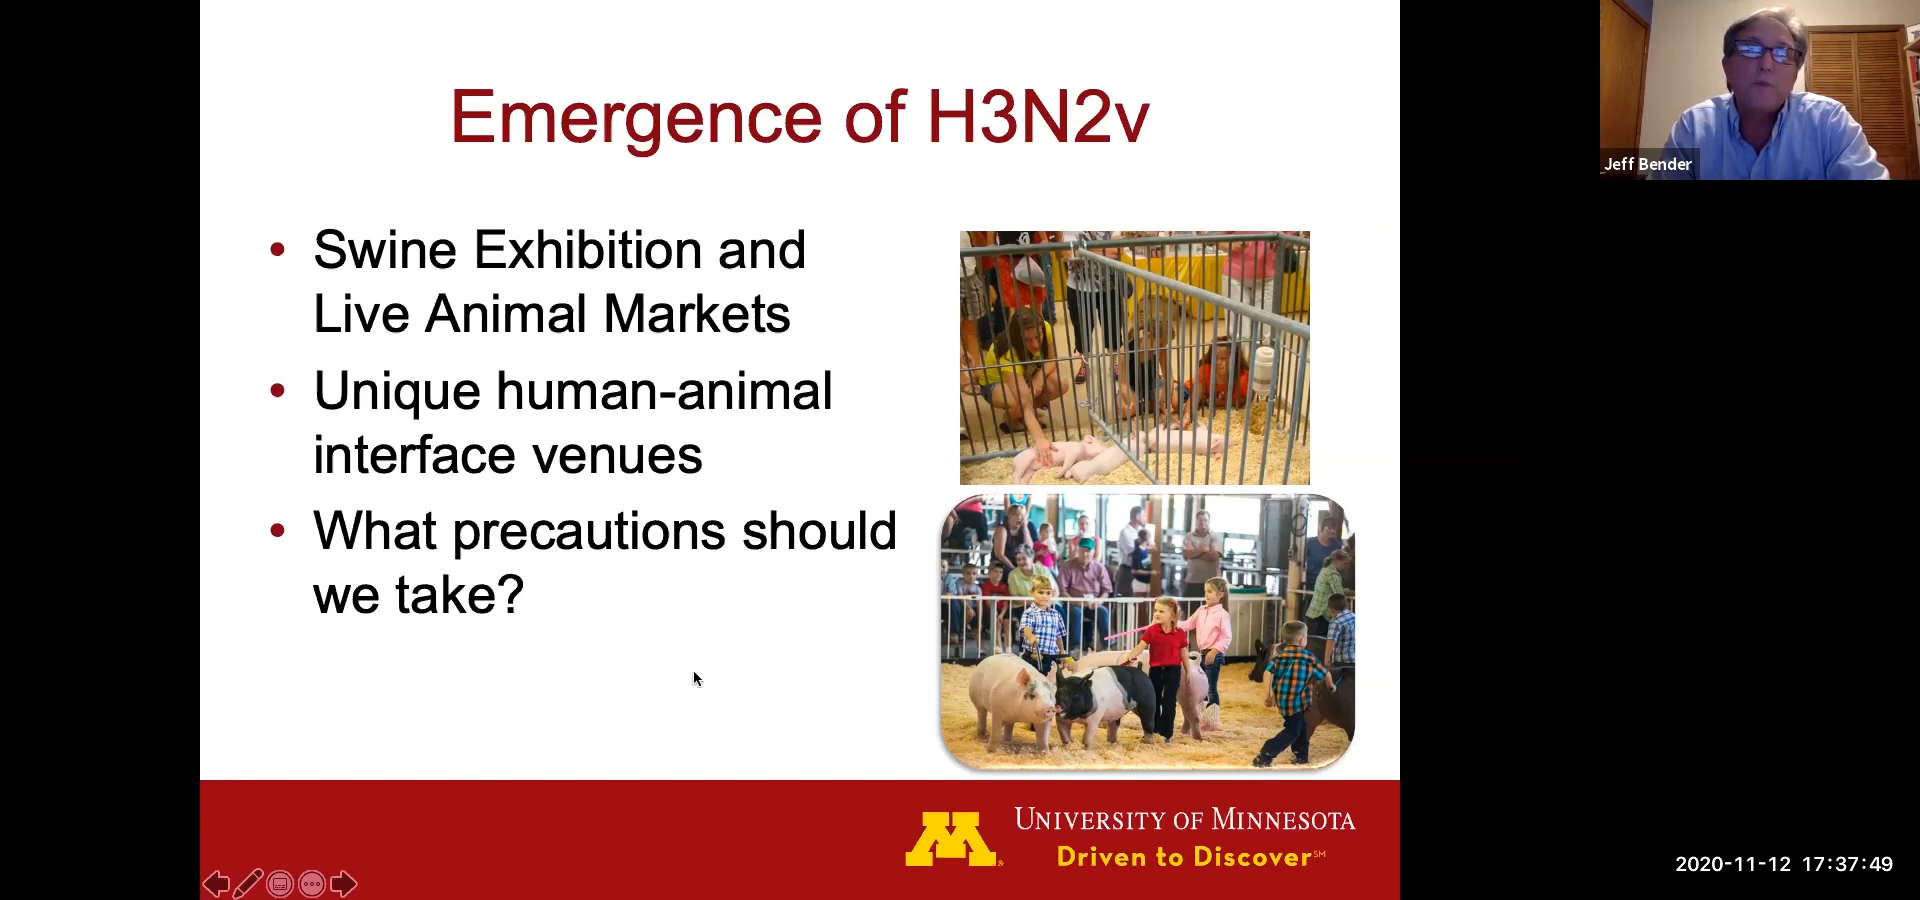 Emergence of H3N2v
• Swine Exhibition and
Live Animal Markets
• Unique human-animal
interface venues
• What precautions should
we take?
UNIVERSITY OF MINNESOTA
Driven to Discover℠
Jeff Bender
2020-11-12 17:37:49